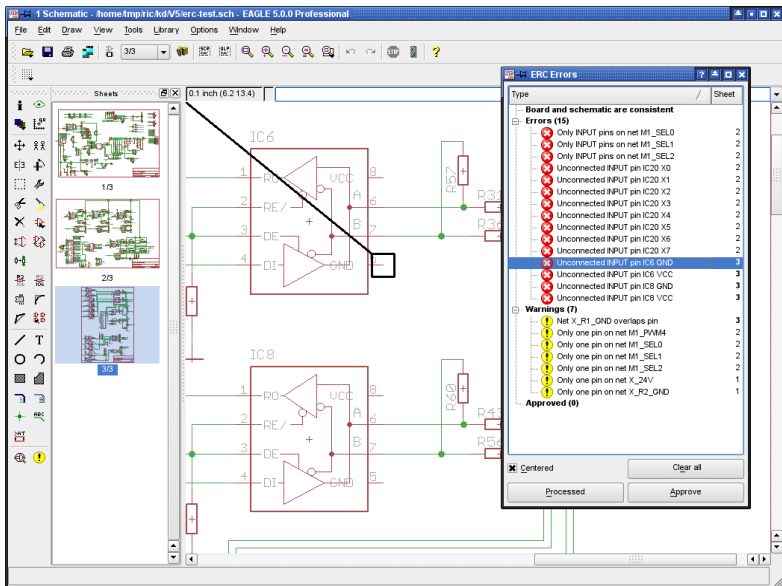 1 Schematic - /home/tmp/ric/kd/V5/erc-test.sch - EAGLE 5.0.0 Professional
File Edit Draw View Tools Library Options Window Help
3/3
SCR
ULP
STOP
?
Sheets
0.1 inch (6.2 13.4)
1/3
2/3
3/3
R2
10k
T
ABC
IC6
1 RO VCC 8
2 RE/ A 6
3 DE B 7
4 DI GND 5
R57
R31
R36
IC8
1 RO VCC 8
2 RE/ A 6
3 DE B 7
4 DI GND 5
R60
ERC Errors
Type / Sheet
Board and schematic are consistent
Errors (15)
Only INPUT pins on net M1_SEL0 2
Only INPUT pins on net M1_SEL1 2
Only INPUT pins on net M1_SEL2 2
Unconnected INPUT pin IC20 X0 2
Unconnected INPUT pin IC20 X1 2
Unconnected INPUT pin IC20 X2 2
Unconnected INPUT pin IC20 X3 2
Unconnected INPUT pin IC20 X4 2
Unconnected INPUT pin IC20 X5 2
Unconnected INPUT pin IC20 X6 2
Unconnected INPUT pin IC20 X7 2
Unconnected INPUT pin IC6 GND 3
Unconnected INPUT pin IC6 VCC 3
Unconnected INPUT pin IC8 GND 3
Unconnected INPUT pin IC8 VCC 3
Warnings (7)
Net X_R1_GND overlaps pin 3
Only one pin on net M1_PWM4 2
Only one pin on net M1_SEL0 2
Only one pin on net M1_SEL1 2
Only one pin on net M1_SEL2 2
Only one pin on net X_24V 1
Only one pin on net X_R2_GND 1
Approved (0)
Centered
Clear all
Processed
Approve